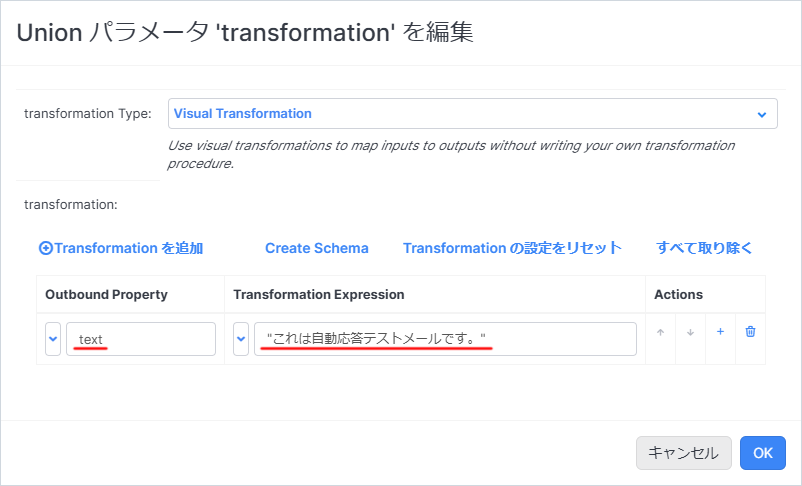 Union パラメータ 'transformation' を編集
transformation Type:
Visual Transformation
Use visual transformations to map inputs to outputs without writing your own transformation
procedure.
transformation:
Transformation を追加
Create Schema
Transformation の設定をリセット
すべて取り除く
Outbound Property
Transformation Expression
Actions
text
"これは自動応答テストメールです。"
キャンセル
OK